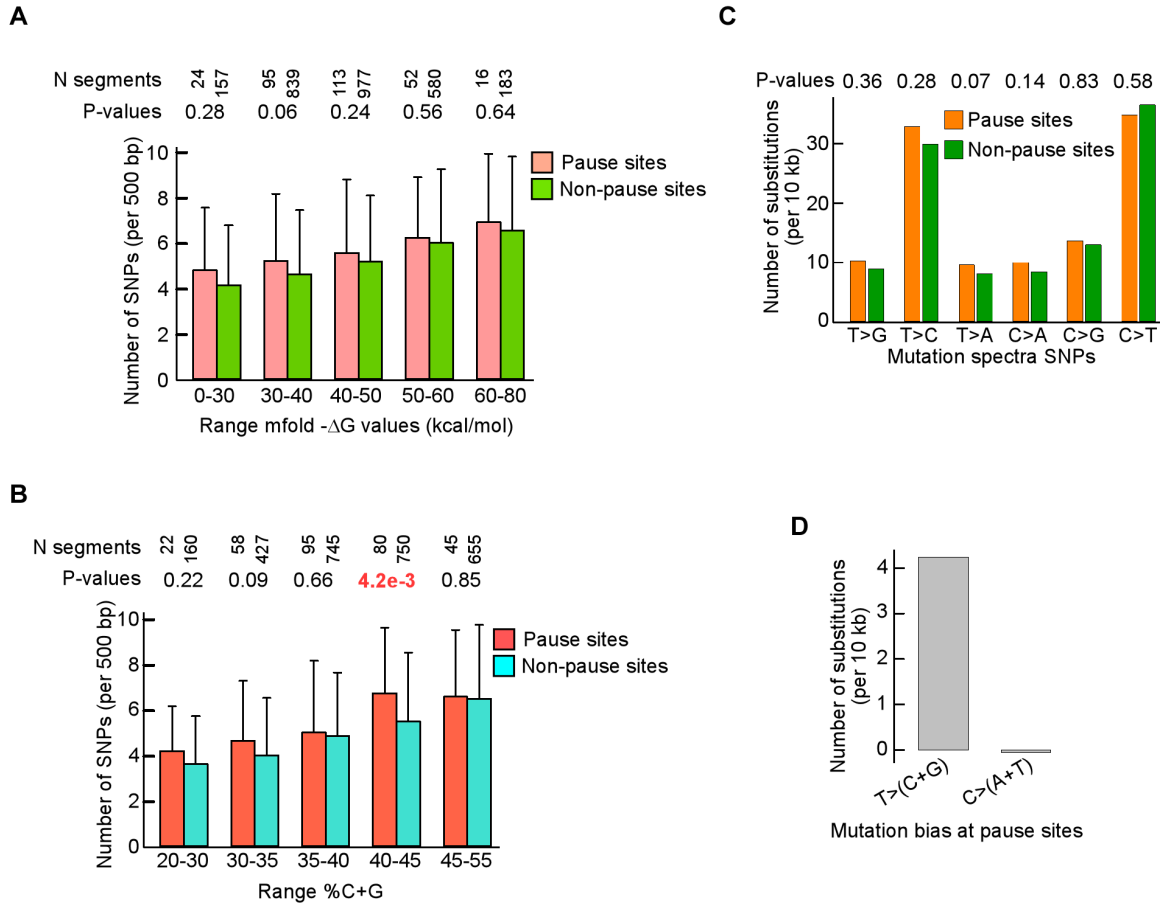 A
N segments 24 157 95 839 113 977 52 580 16 183
P-values 0.28 0.06 0.24 0.56 0.64
Number of SNPs (per 500 bp)
10
8
6
4
2
0
Pause sites
Non-pause sites
0-30 30-40 40-50 50-60 60-80
Range mfold -ΔG values (kcal/mol)
B
N segments 22 160 58 427 95 745 80 750 45 655
P-values 0.22 0.09 0.66 4.2e-3 0.85
Number of SNPs (per 500 bp)
10
8
6
4
2
0
Pause sites
Non-pause sites
20-30 30-35 35-40 40-45 45-55
Range %C+G
C
P-values 0.36 0.28 0.07 0.14 0.83 0.58
Number of substitutions
(per 10 kb)
30
20
10
0
Pause sites
Non-pause sites
T>G T>C T>A C>A C>G C>T
Mutation spectra SNPs
D
Number of substitutions
(per 10 kb)
4
3
2
1
0
T>(C+G) C>(A+T)
Mutation bias at pause sites